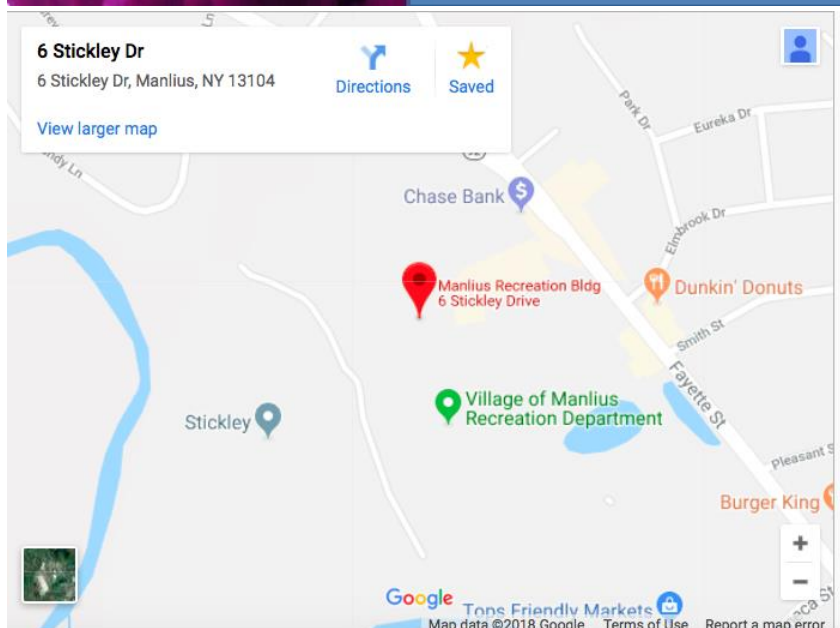 6 Stickley Dr
6 Stickley Dr, Manlius, NY 13104
Directions
Saved
View larger map
Park Dr
Eureka Dr
Chase Bank
Elmbrook Dr
Manlius Recreation Bldg
6 Stickley Drive
Dunkin' Donuts
Smith St
Fayette St
Village of Manlius
Recreation Department
Stickley
Pleasant S
Burger King
+
−
Google
Tops Friendly Markets
Map data ©2018 Google
Terms of Use
Report a map error